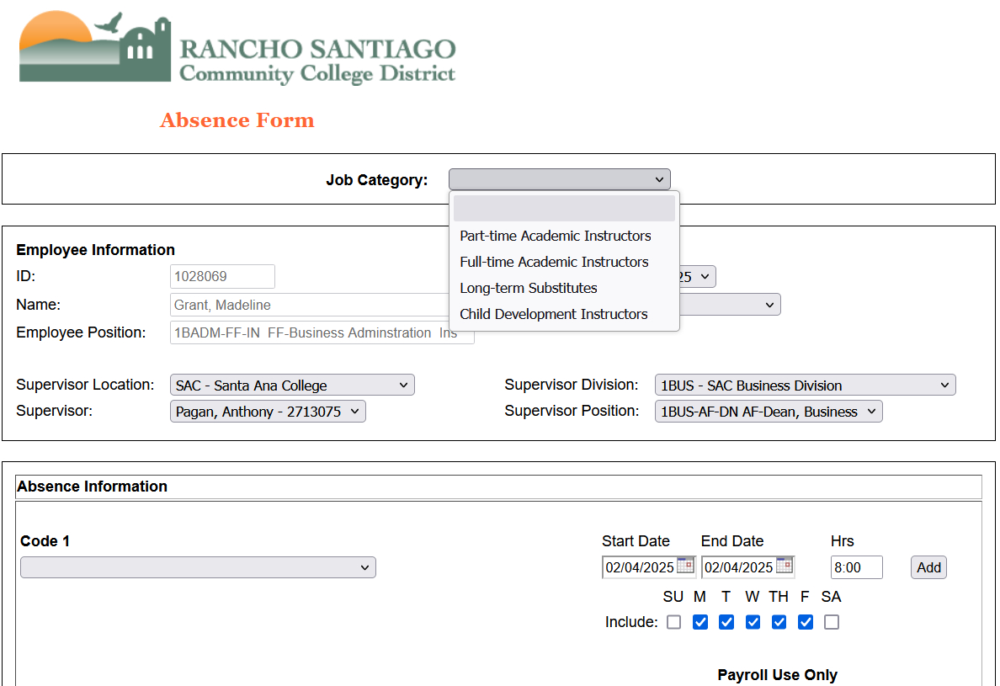 RANCHO SANTIAGO
Community College District
Absence Form
Job Category:
Part-time Academic Instructors
Full-time Academic Instructors
Long-term Substitutes
Child Development Instructors
Employee Information
ID: 1028069 25
Name: Grant, Madeline
Employee Position: 1BADM-FF-IN FF-Business Adminstration Ins
Supervisor Location: SAC - Santa Ana College Supervisor Division: 1BUS - SAC Business Division
Supervisor: Pagan, Anthony - 2713075 Supervisor Position: 1BUS-AF-DN AF-Dean, Business
Absence Information
Code 1 Start Date End Date Hrs
02/04/2025 02/04/2025 8:00 Add
SU M T W TH F SA
Include:
Payroll Use Only